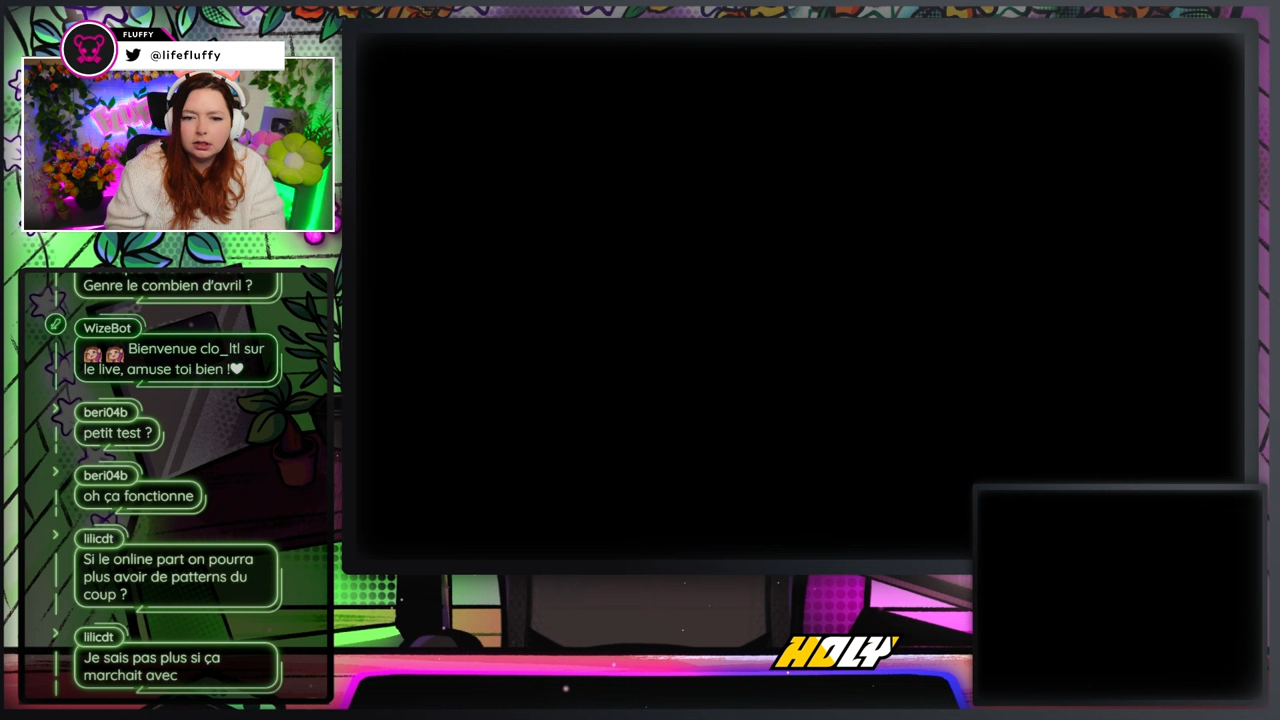 FLUFFY
@lifefluffy
Genre le combien d'avril ?
WizeBot
Bienvenue clo_ltl sur
le live, amuse toi bien !
beri04b
petit test ?
beri04b
oh ça fonctionne
lilicdt
Si le online part on pourra
plus avoir de patterns du
coup ?
lilicdt
Je sais pas plus si ça
marchait avec
HOLY